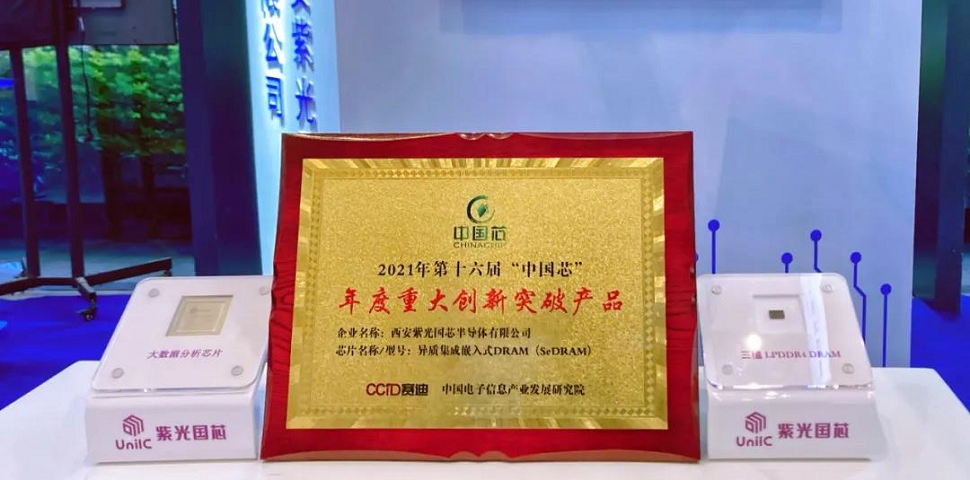 限公司
安紫光
中国芯
CHINACHIP
2021年第十六届“中国芯”
年度重大创新突破产品
企业名称：西安紫光国芯半导体有限公司
芯片名称/型号：异质集成嵌入式DRAM（SeDRAM）
CCID赛迪 中国电子信息产业发展研究院
大数据分析芯片
UniIC 紫光国芯
LPDDR4 DRAM
UniIC 紫光国芯